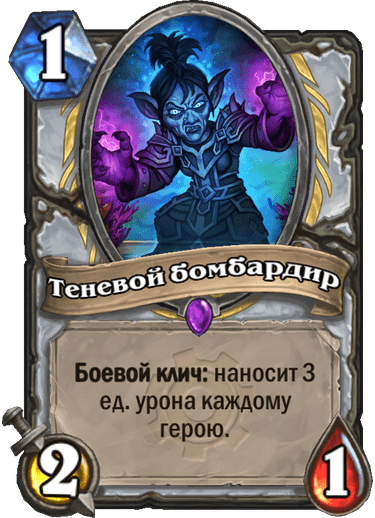 1
Теневой бомбардир
Боевой клич: наносит 3
ед. урона каждому
герою.
2
1